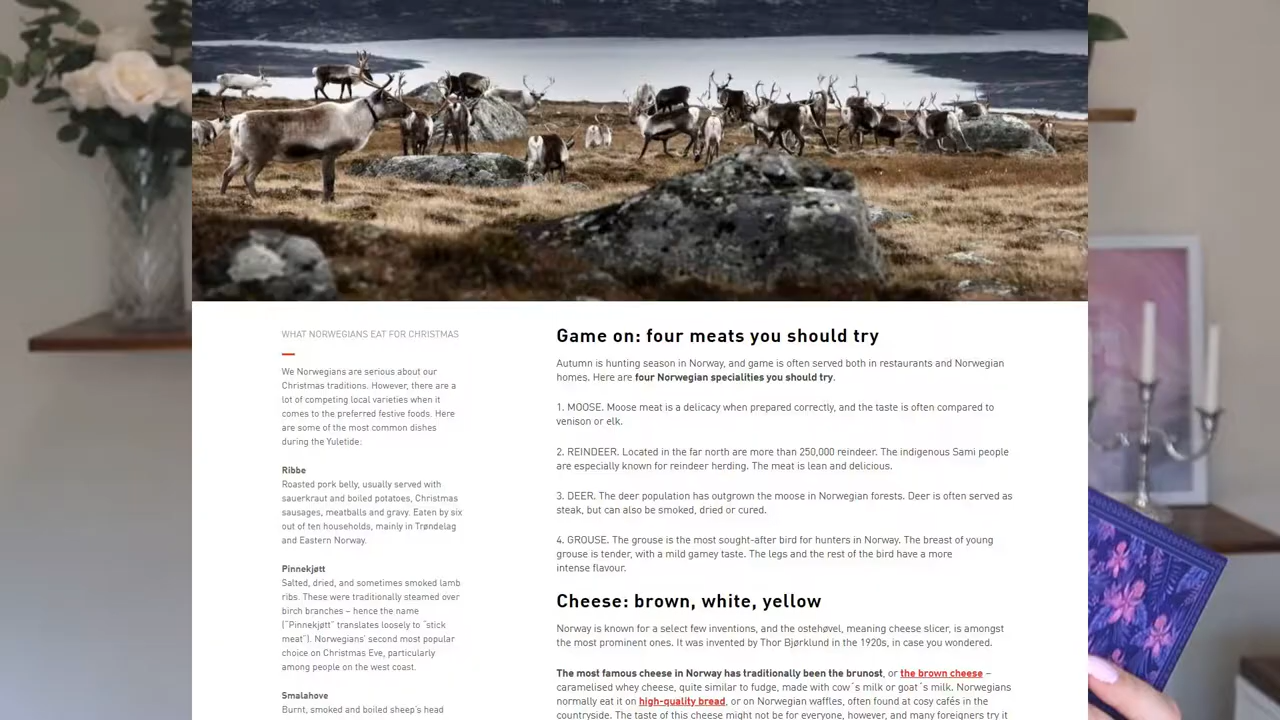 WHAT NORWEGIANS EAT FOR CHRISTMAS
We Norwegians are serious about our
Christmas traditions. However, there are a
lot of competing local varieties when it
comes to the preferred festive foods. Here
are some of the most common dishes
during the Yuletide:
Ribbe
Roasted pork belly, usually served with
sauerkraut and boiled potatoes, Christmas
sausages, meatballs and gravy. Eaten by six
out of ten households, mainly in Trøndelag
and Eastern Norway.
Pinnekjøtt
Salted, dried, and sometimes smoked lamb
ribs. These were traditionally steamed over
birch branches – hence the name
(“Pinnekjøtt” translates loosely to “stick
meat”). Norwegians’ second most popular
choice on Christmas Eve, particularly
among people on the west coast.
Smalahove
Burnt, smoked and boiled sheep’s head
Game on: four meats you should try
Autumn is hunting season in Norway, and game is often served both in restaurants and Norwegian
homes. Here are four Norwegian specialities you should try.
1. MOOSE. Moose meat is a delicacy when prepared correctly, and the taste is often compared to
venison or elk.
2. REINDEER. Located in the far north are more than 250,000 reindeer. The indigenous Sami people
are especially known for reindeer herding. The meat is lean and delicious.
3. DEER. The deer population has outgrown the moose in Norwegian forests. Deer is often served as
steak, but can also be smoked, dried or cured.
4. GROUSE. The grouse is the most sought-after bird for hunters in Norway. The breast of young
grouse is tender, with a mild gamey taste. The legs and the rest of the bird have a more
intense flavour.
Cheese: brown, white, yellow
Norway is known for a select few inventions, and the ostehøvel, meaning cheese slicer, is amongst
the most prominent ones. It was invented by Thor Bjørklund in the 1920s, in case you wondered.
The most famous cheese in Norway has traditionally been the brunost, or the brown cheese –
caramelised whey cheese, quite similar to fudge, made with cow´s milk or goat´s milk. Norwegians
normally eat it on high-quality bread, or on Norwegian waffles, often found at cosy cafés in the
countryside. The taste of this cheese might not be for everyone, however, and many foreigners try it